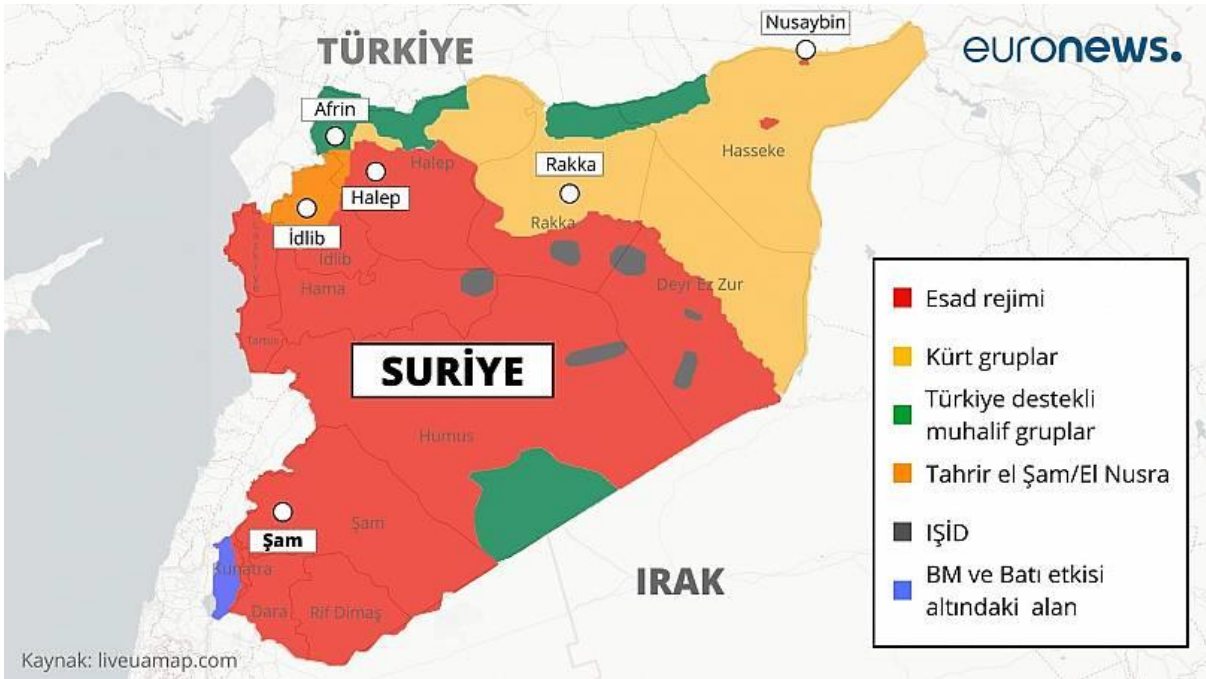 Nusaybin
TÜRKİYE
euronews.
Afrin
Halep
Hasseke
Rakka
Halep
Rakka
İdlib
İdlib
Hama
Deyr Ez Zur
Tartus
SURİYE
Humus
Şam
Şam
Kunatra
Dara
Rif Dimaş
IRAK
Esad rejimi
Kürt gruplar
Türkiye destekli
muhalif gruplar
Tahrir el Şam/El Nusra
IŞİD
BM ve Batı etkisi
altındaki alan
Kaynak: liveuamap.com